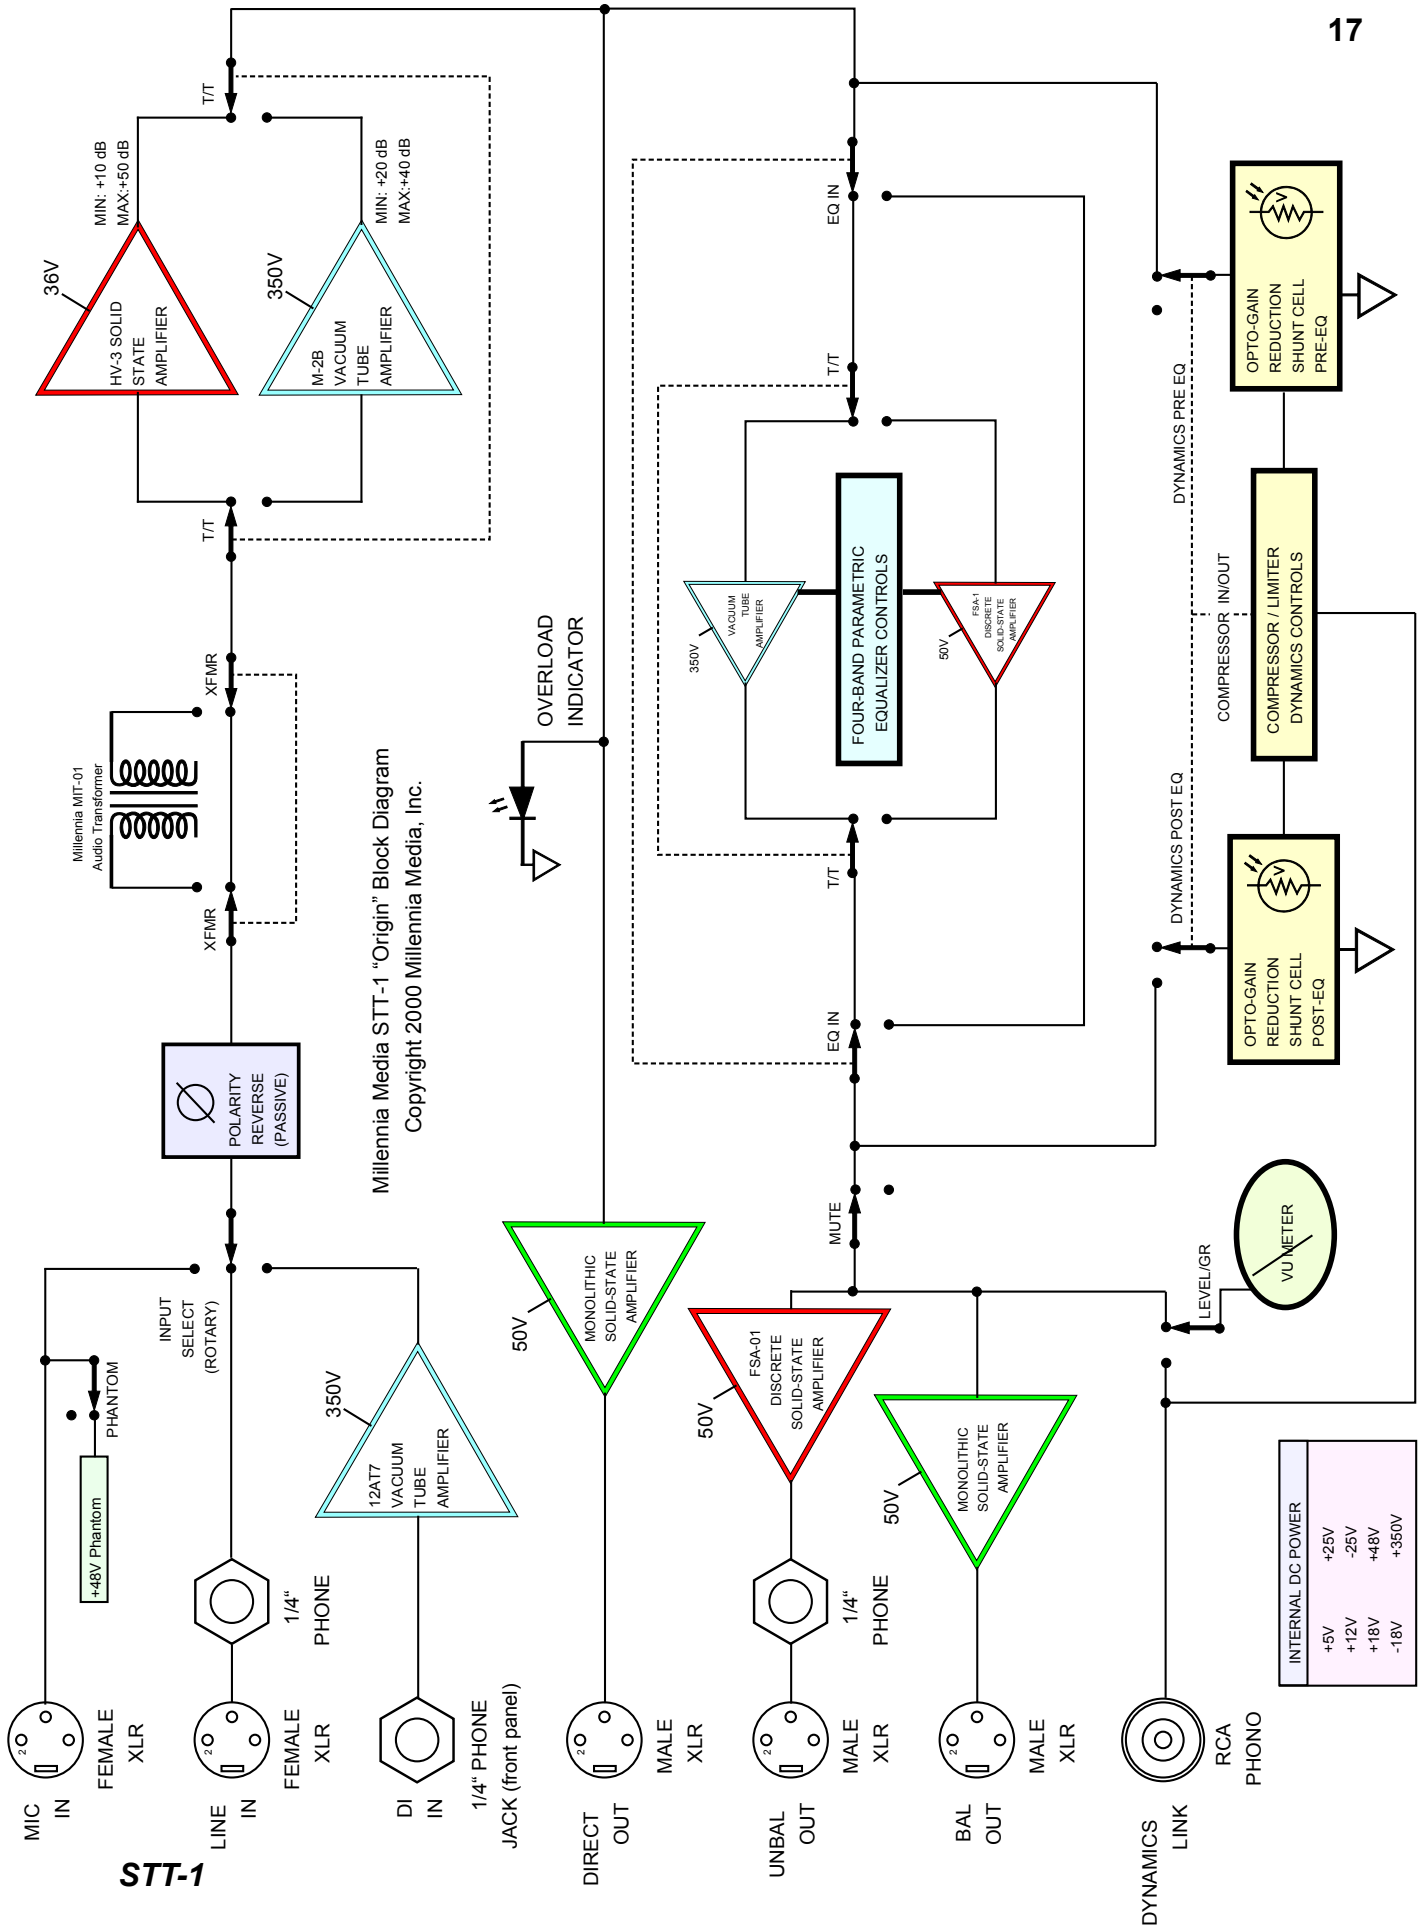 17
STT-1
MIC
IN
FEMALE
XLR
2
+48V Phantom
PHANTOM
LINE
IN
FEMALE
XLR
2
1/4“
PHONE
INPUT
SELECT
(ROTARY)
DI
IN
1/4“ PHONE
JACK (front panel)
12AT7
VACUUM
TUBE
AMPLIFIER
350V
POLARITY
REVERSE
(PASSIVE)
XFMR
Millennia MIT-01
Audio Transformer
XFMR
T/T
HV-3 SOLID
STATE
AMPLIFIER
36V
MIN: +10 dB
MAX:+50 dB
M-2B
VACUUM
TUBE
AMPLIFIER
350V
MIN: +20 dB
MAX:+40 dB
T/T
Millennia Media STT-1 “Origin” Block Diagram
Copyright 2000 Millennia Media, Inc.
OVERLOAD
INDICATOR
DIRECT
OUT
MALE
XLR
2
50V
MONOLITHIC
SOLID-STATE
AMPLIFIER
UNBAL
OUT
MALE
XLR
2
1/4“
PHONE
50V
FSA-01
DISCRETE
SOLID-STATE
AMPLIFIER
MUTE
EQ IN
T/T
350V
VACUUM
TUBE
AMPLIFIER
FOUR-BAND PARAMETRIC
EQUALIZER CONTROLS
50V
FSA-1
DISCRETE
SOLID-STATE
AMPLIFIER
T/T
EQ IN
BAL
OUT
MALE
XLR
2
50V
MONOLITHIC
SOLID-STATE
AMPLIFIER
DYNAMICS
LINK
RCA
PHONO
LEVEL/GR
VU METER
DYNAMICS POST EQ
DYNAMICS PRE EQ
COMPRESSOR IN/OUT
OPTO-GAIN
REDUCTION
SHUNT CELL
POST-EQ
V
COMPRESSOR / LIMITER
DYNAMICS CONTROLS
OPTO-GAIN
REDUCTION
SHUNT CELL
PRE-EQ
V
INTERNAL DC POWER
+5V +25V
+12V -25V
+18V +48V
-18V +350V